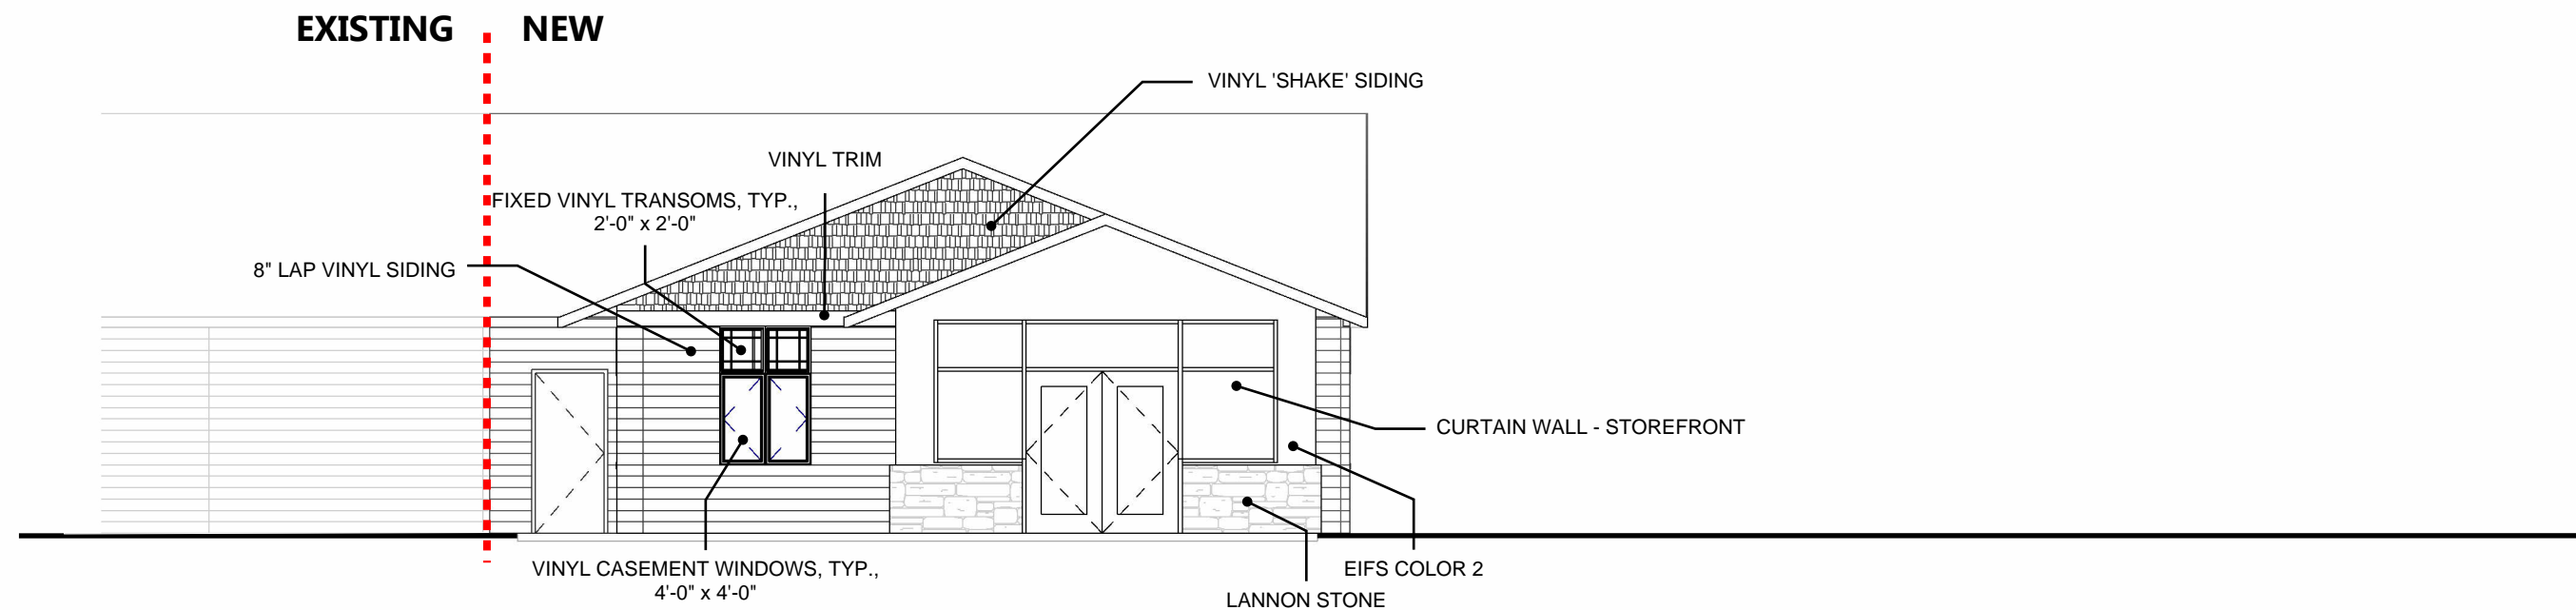 EXISTING NEW
VINYL 'SHAKE' SIDING
VINYL TRIM
FIXED VINYL TRANSOMS, TYP.,
2'-0" x 2'-0"
8" LAP VINYL SIDING
CURTAIN WALL - STOREFRONT
VINYL CASEMENT WINDOWS, TYP.,
4'-0" x 4'-0"
EIFS COLOR 2
LANNON STONE